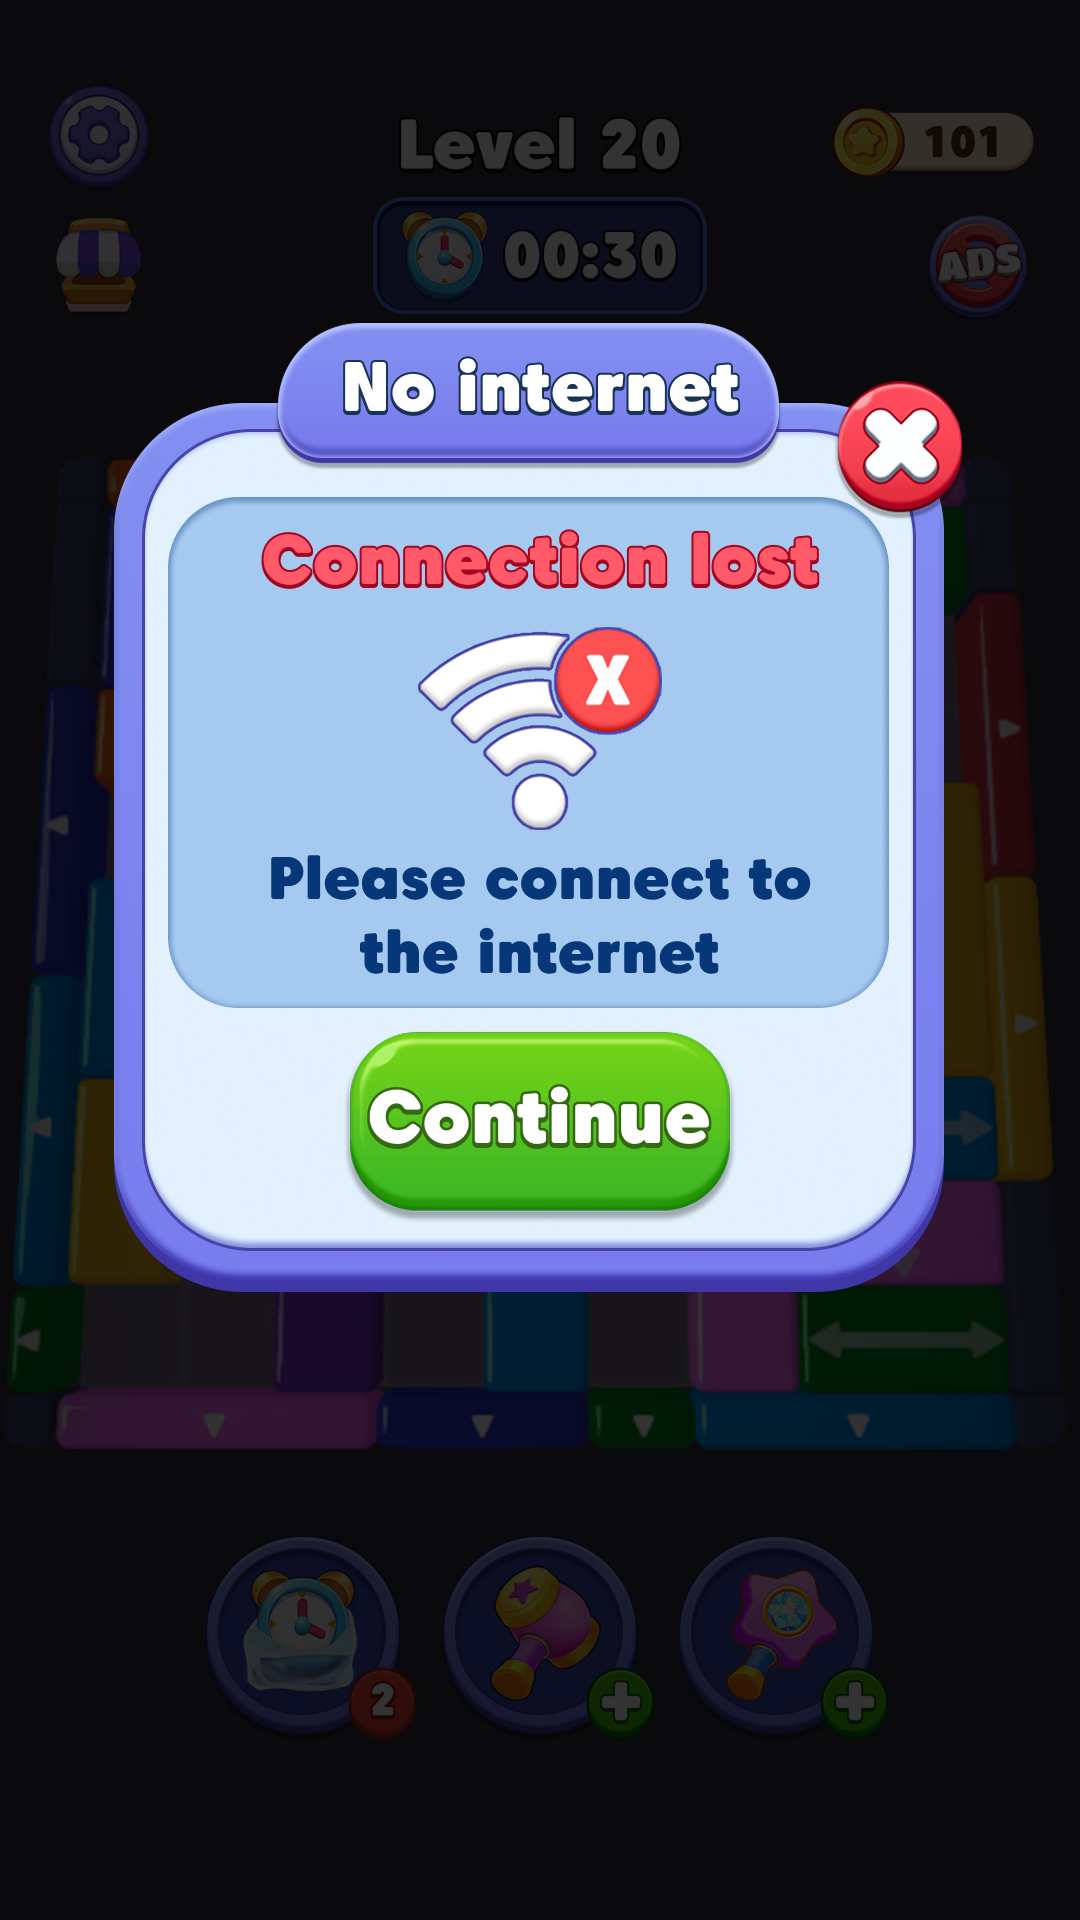 Level 20
101
00:30
ADS
No internet
Connection lost
X
Please connect to
the internet
Continue
2